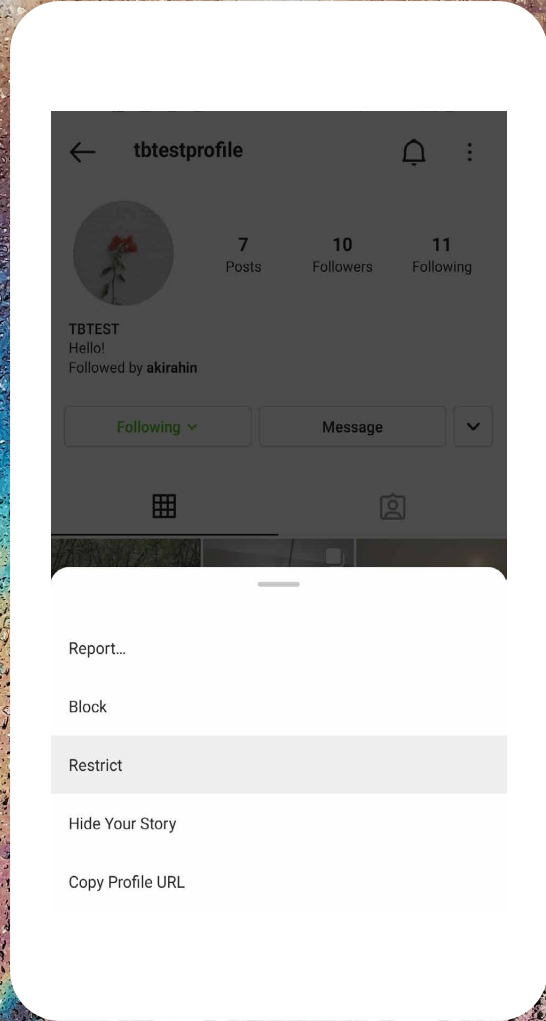 tbtestprofile
7 10 11
Posts Followers Following
TBTEST
Hello!
Followed by akirahin
Following Message
Report...
Block
Restrict
Hide Your Story
Copy Profile URL